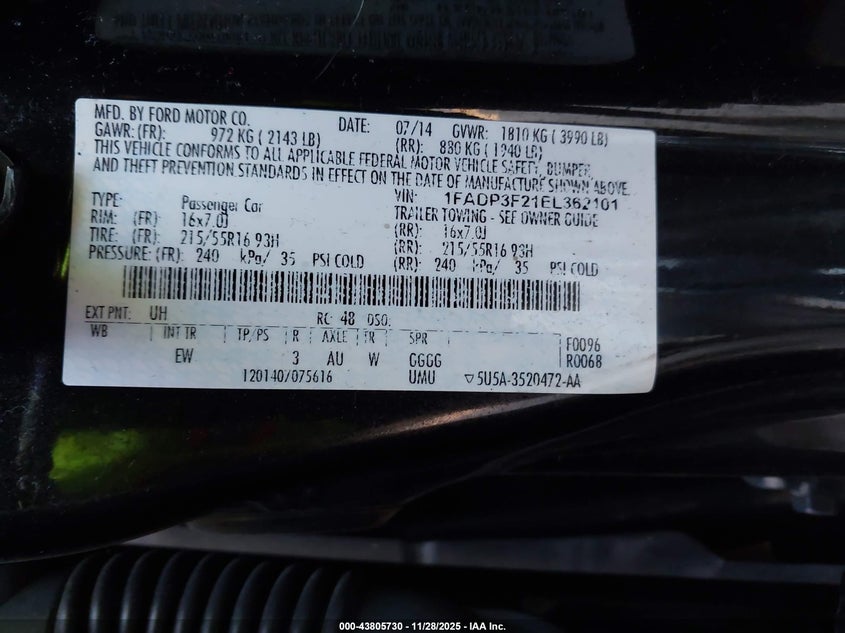 MFD. BY FORD MOTOR CO.
DATE: 07/14 GVWR: 1810 KG ( 3990 LB)
GAWR: (FR): 972 KG ( 2143 LB) (RR): 880 KG ( 1940 LB)
THIS VEHICLE CONFORMS TO ALL APPLICABLE FEDERAL MOTOR VEHICLE SAFETY, BUMPER,
AND THEFT PREVENTION STANDARDS IN EFFECT ON THE DATE OF MANUFACTURE SHOWN ABOVE.
VIN: 1FADP3F21EL362101
TYPE: Passenger Car TRAILER TOWING - SEE OWNER GUIDE
RIM: (FR) 16x7.0J (RR) 16x7.0J
TIRE: (FR) 215/55R16 93H (RR) 215/55R16 93H
PRESSURE: (FR) 240 kPa/ 35 PSI COLD (RR) 240 kPa/ 35 PSI COLD
EXT PNT: UH RC: 48 DSO:
WB INT TR TP/PS R AXLE TR SPR F0096
EW 3 AU W GGGG R0068
120140/075616 UMU ▽5U5A-3520472-AA
000-43805730 - 11/28/2025 - IAA Inc.